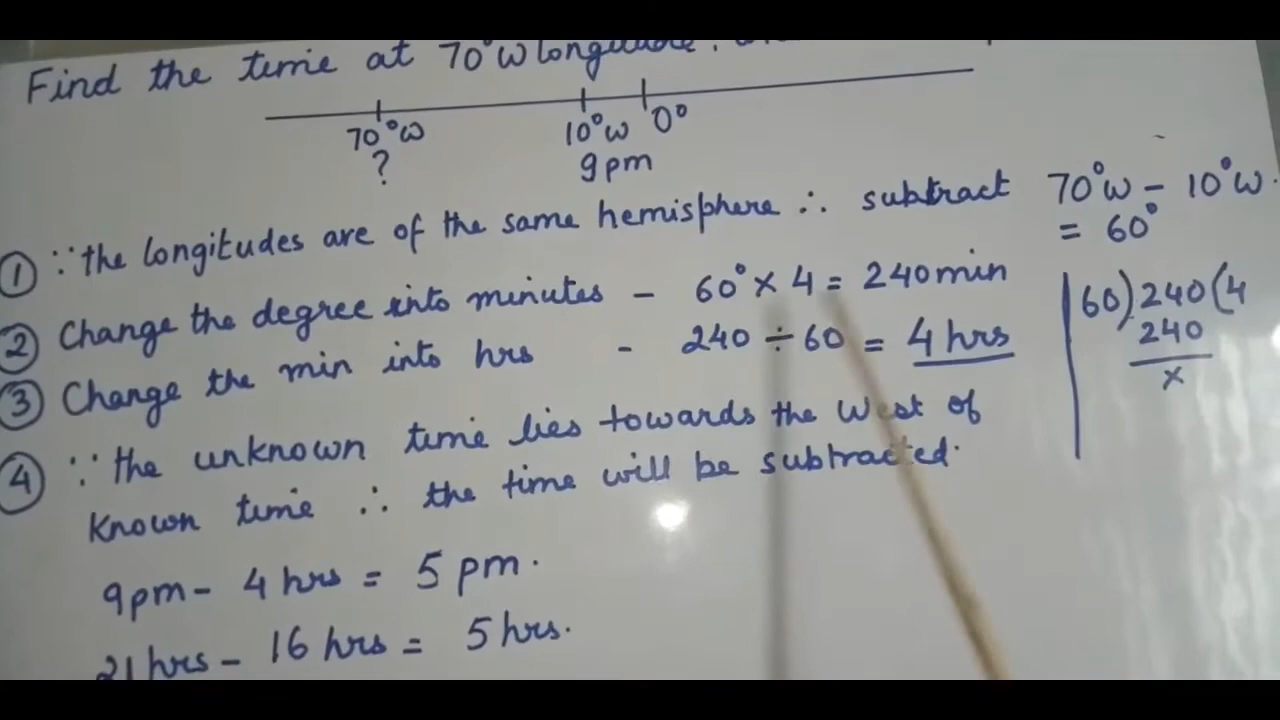 Find the time at 70°W longitude.
70°W 10°W 0°
? 9pm
① ∵ the longitudes are of the same hemisphere ∴ subtract 70°W - 10°W.
= 60°
② Change the degree into minutes - 60° × 4 = 240min
③ Change the min into hrs - 240 ÷ 60 = 4 hrs
60)240(4
240
x
④ ∵ the unknown time lies towards the West of
known time ∴ the time will be subtracted.
9pm - 4 hrs = 5 pm.
21 hrs - 16 hrs = 5 hrs.